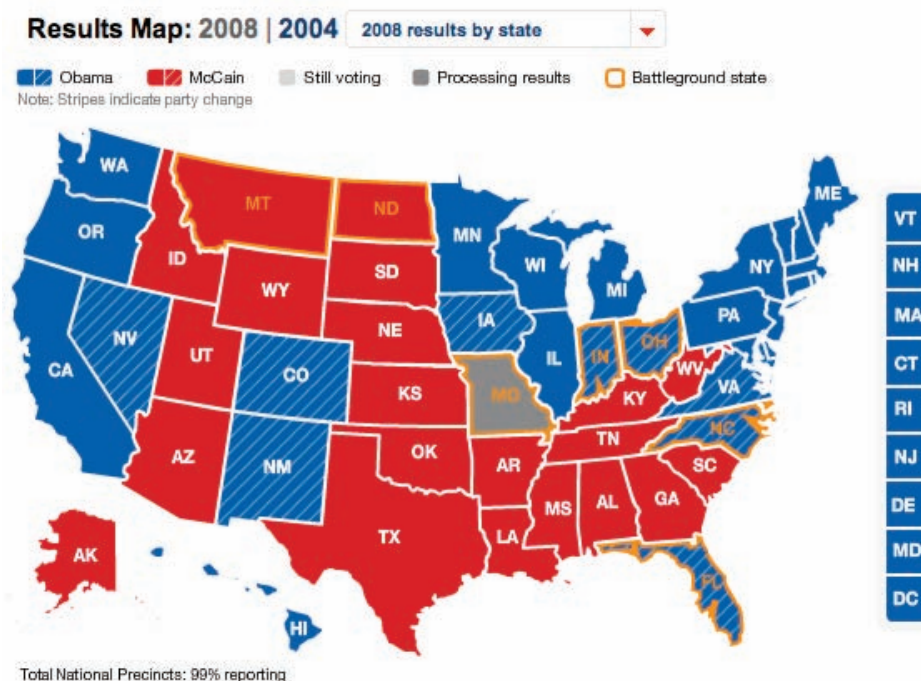 Results Map: 2008 | 2004 2008 results by state
Obama McCain Still voting Processing results Battleground state
Note: Stripes indicate party change
WA
ME
MT
ND
VT
OR
MN
ID
NH
SD
WI
NY
WY
MI
MA
PA
IA
NE
NV
IN
OH
CT
UT
IL
CA
CO
WV
VA
KS
MO
KY
RI
NC
TN
OK
AZ
NJ
NM
AR
SC
MS
AL
GA
DE
TX
LA
AK
MD
FL
DC
HI
Total National Precincts: 99% reporting